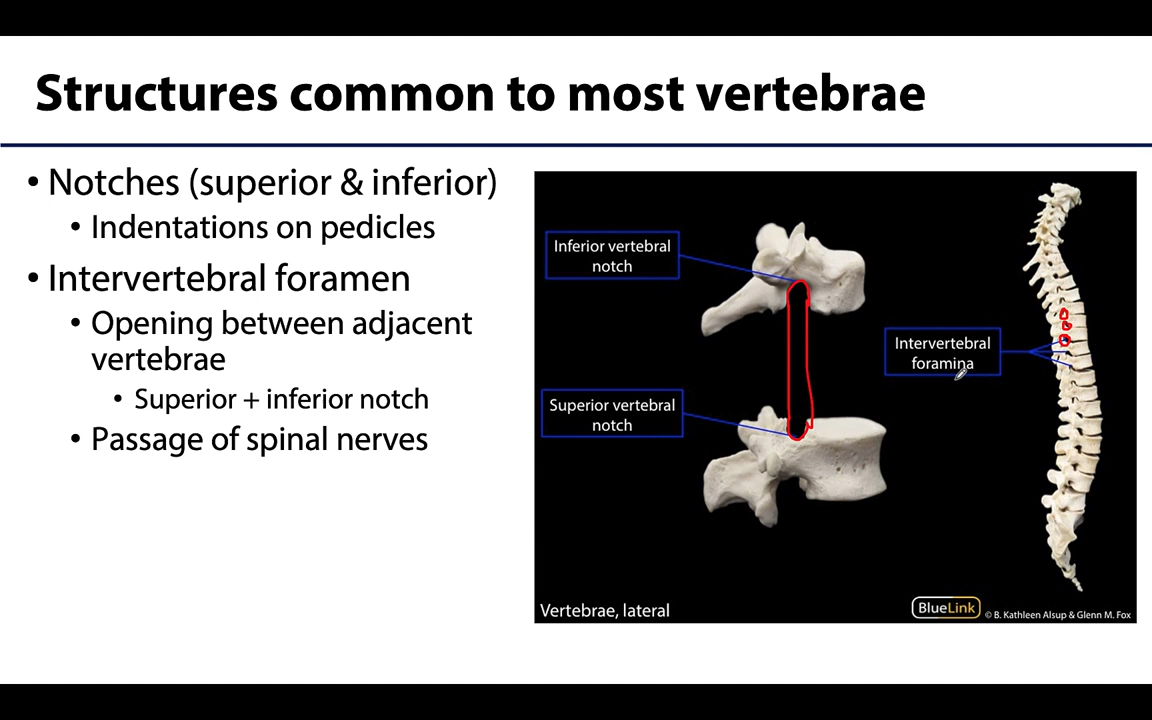 Structures common to most vertebrae
• Notches (superior & inferior)
• Indentations on pedicles
• Intervertebral foramen
• Opening between adjacent
vertebrae
• Superior + inferior notch
• Passage of spinal nerves
Inferior vertebral
notch
Superior vertebral
notch
Intervertebral
foramina
Vertebrae, lateral
BlueLink
© B. Kathleen Alsup & Glenn M. Fox